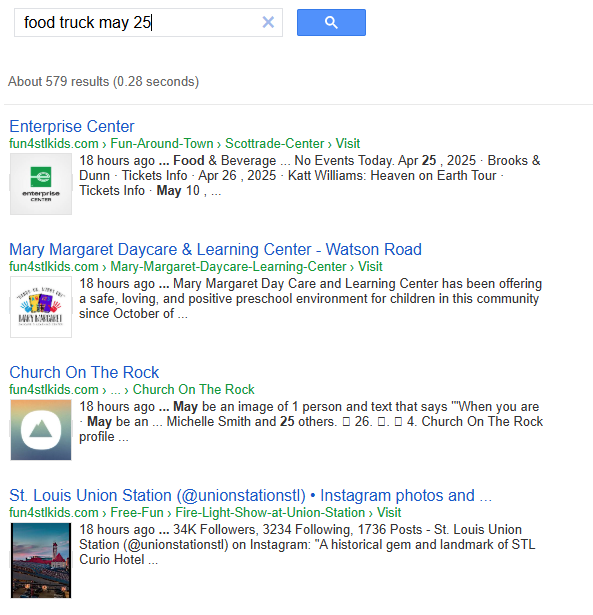 food truck may 25
About 579 results (0.28 seconds)
Enterprise Center
fun4stlkids.com › Fun-Around-Town › Scottrade-Center › Visit
18 hours ago ... Food & Beverage ... No Events Today. Apr 25 , 2025 · Brooks &
Dunn · Tickets Info · Apr 26 , 2025 · Katt Williams: Heaven on Earth Tour ·
Tickets Info · May 10 , ...
enterprise
CENTER
Mary Margaret Daycare & Learning Center - Watson Road
fun4stlkids.com › Mary-Margaret-Daycare-Learning-Center › Visit
18 hours ago ... Mary Margaret Day Care and Learning Center has been offering
a safe, loving, and positive preschool environment for children in this community
since October of ...
MARY MARGARET
Church On The Rock
fun4stlkids.com › ... › Church On The Rock
18 hours ago ... May be an image of 1 person and text that says '"When you are
· May be an ... Michelle Smith and 25 others. 󰀀 26. 󰀀. 󰀀 4. Church On The Rock
profile ...
St. Louis Union Station (@unionstationstl) • Instagram photos and ...
fun4stlkids.com › Free-Fun › Fire-Light-Show-at-Union-Station › Visit
18 hours ago ... 34K Followers, 3234 Following, 1736 Posts - St. Louis Union
Station (@unionstationstl) on Instagram: "A historical gem and landmark of STL
Curio Hotel ...